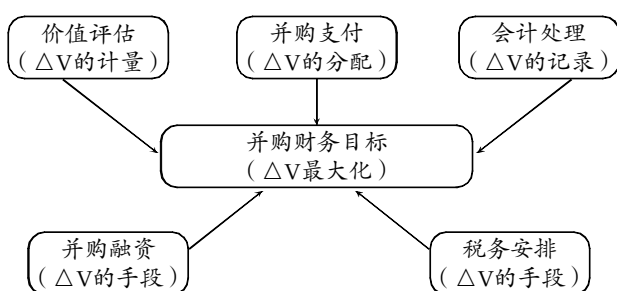 价值评估
（△V的计量）
并购支付
（△V的分配）
会计处理
（△V的记录）
并购财务目标
（△V最大化）
并购融资
（△V的手段）
税务安排
（△V的手段）